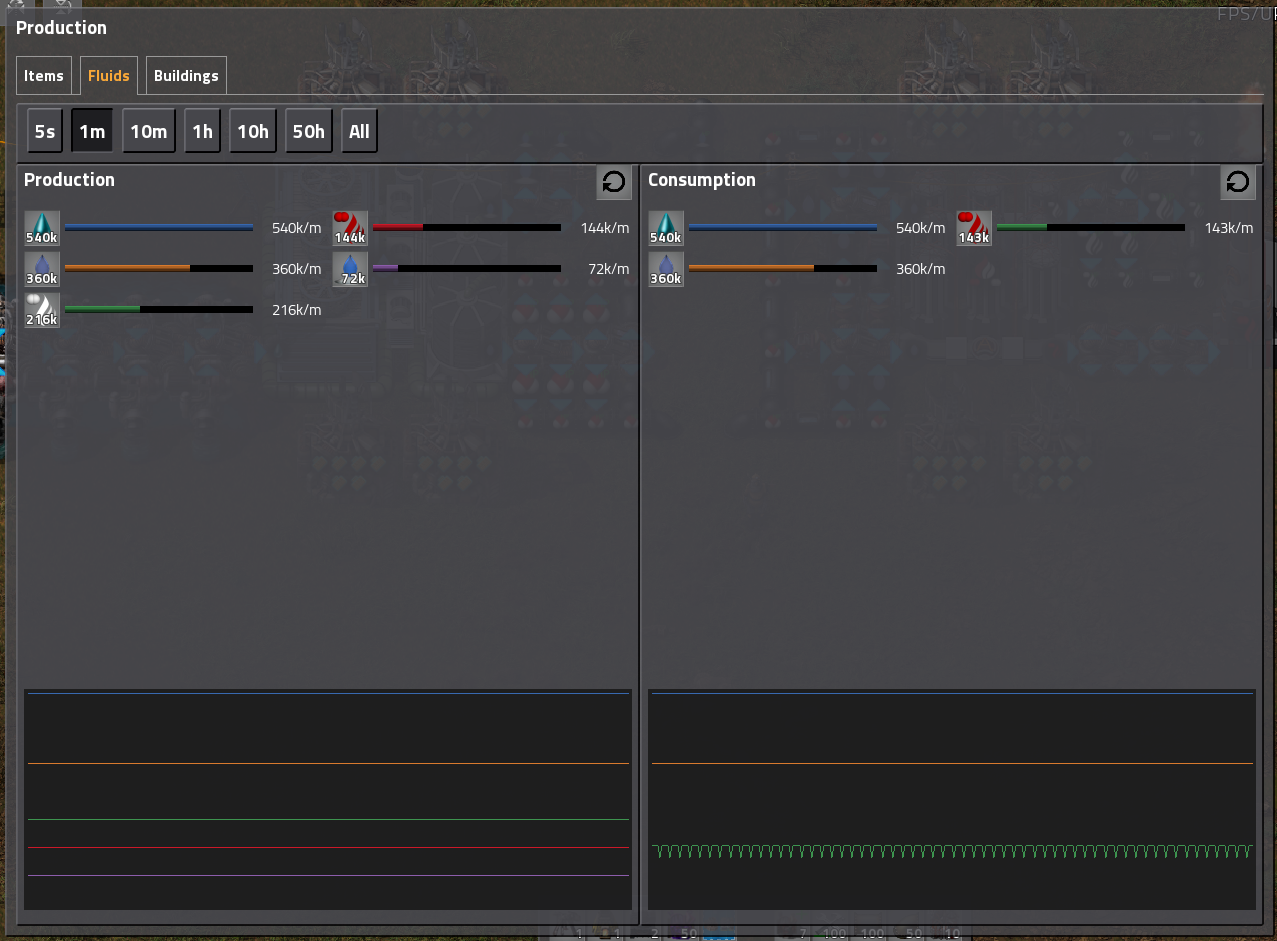 FPS/UP
Production
Items Fluids Buildings
5s 1m 10m 1h 10h 50h All
Production
540k 540k/m 144k 144k/m
360k 360k/m 72k 72k/m
216k 216k/m
Consumption
540k 540k/m 143k 143k/m
360k 360k/m
1 1 2 50 7 100 100 50 10